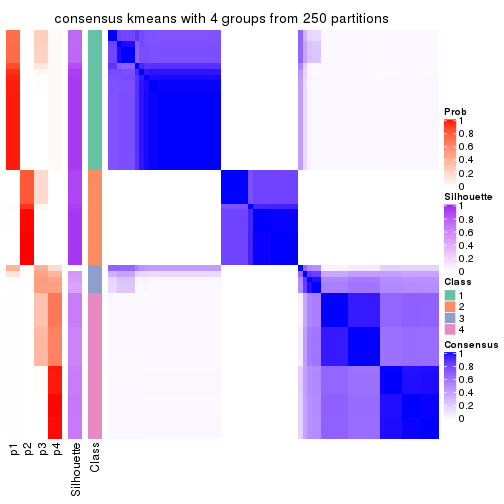 consensus kmeans with 4 groups from 250 partitions
Prob
1
0.8
0.6
0.4
0.2
0
Silhouette
1
0.8
0.6
0.4
0.2
0
Class
1
2
3
4
Consensus
1
0.8
0.6
0.4
0.2
0
p1
p2
p3
p4
Silhouette
Class